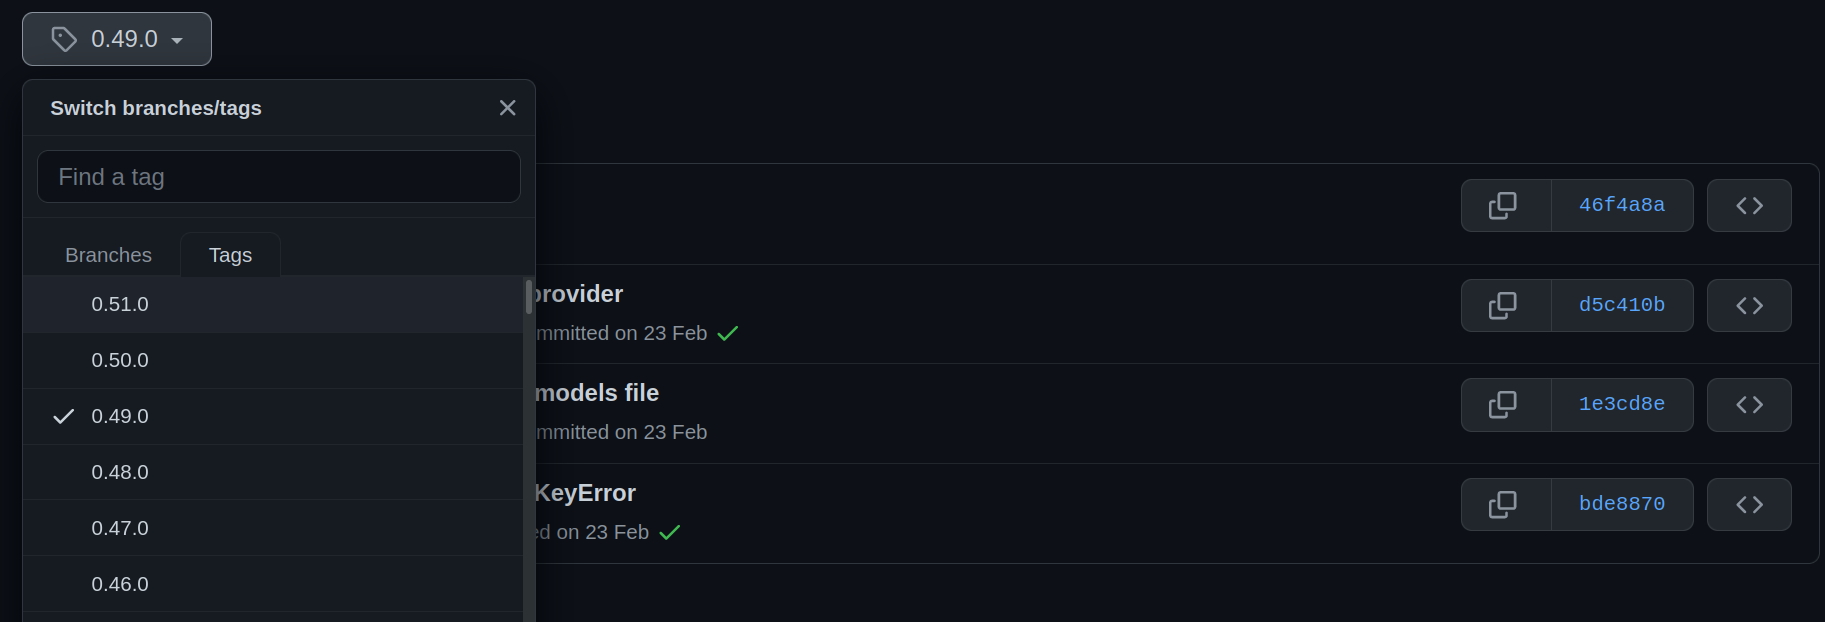 0.49.0
Switch branches/tags
Find a tag
46f4a8a
Branches Tags
0.51.0
provider
d5c410b
mmitted on 23 Feb
0.50.0
models file
1e3cd8e
0.49.0
mmitted on 23 Feb
0.48.0
KeyError
bde8870
0.47.0
ed on 23 Feb
0.46.0